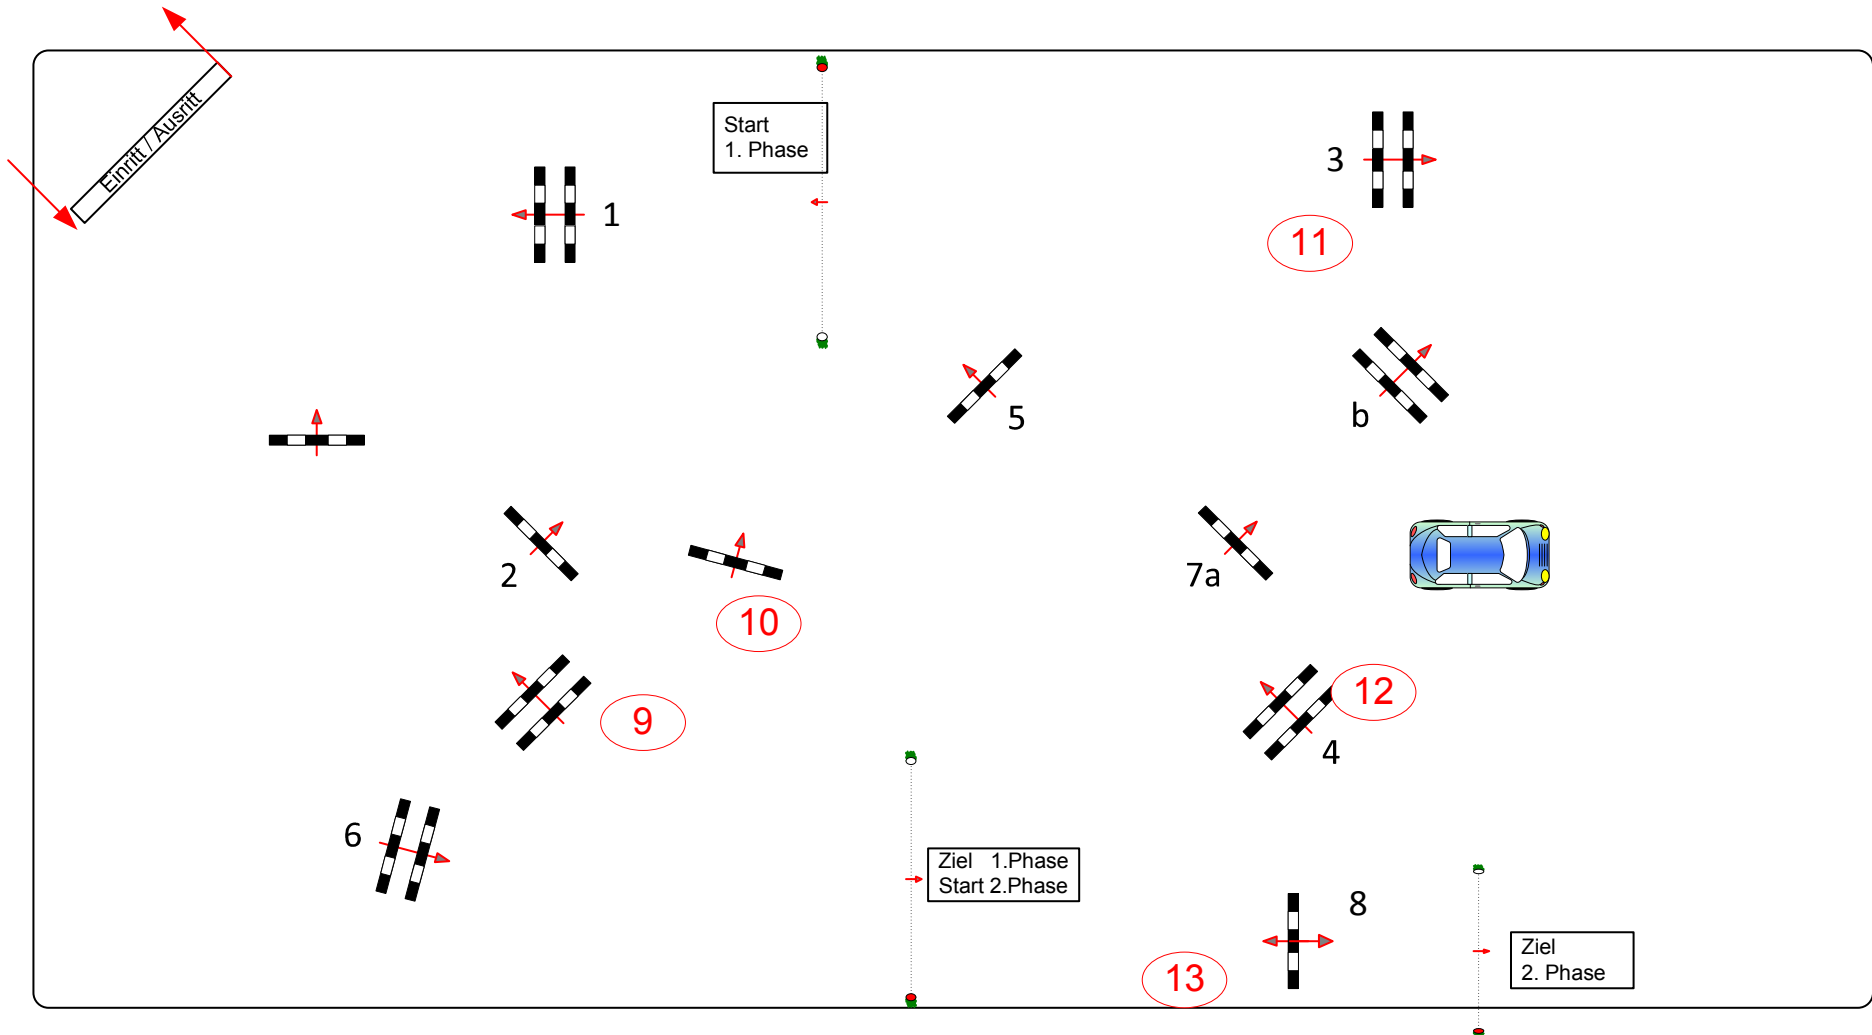 Einritt / Ausritt
Start
1. Phase
3
1
11
5
b
2
7a
10
9
12
4
6
Ziel 1.Phase
Start 2.Phase
8
13
Ziel
2. Phase